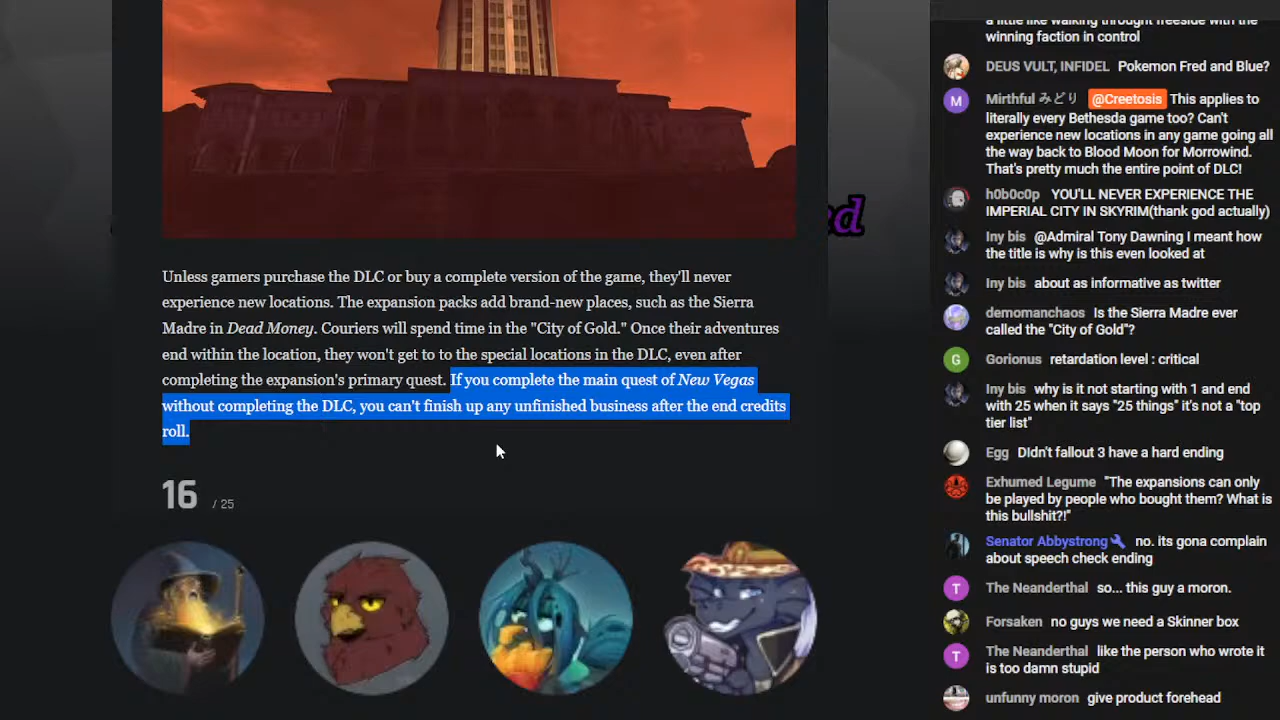 Unless gamers purchase the DLC or buy a complete version of the game, they'll never
experience new locations. The expansion packs add brand-new places, such as the Sierra
Madre in Dead Money. Couriers will spend time in the "City of Gold." Once their adventures
end within the location, they won't get to to the special locations in the DLC, even after
completing the expansion's primary quest. If you complete the main quest of New Vegas
without completing the DLC, you can't finish up any unfinished business after the end credits
roll.
16 / 25
ed
a little like walking throught freeside with the
winning faction in control
DEUS VULT, INFIDEL Pokemon Fred and Blue?
M
Mirthful みどり @Creetosis This applies to
literally every Bethesda game too? Can't
experience new locations in any game going all
the way back to Blood Moon for Morrowind.
That's pretty much the entire point of DLC!
h0b0c0p YOU'LL NEVER EXPERIENCE THE
IMPERIAL CITY IN SKYRIM(thank god actually)
Iny bis @Admiral Tony Dawning I meant how
the title is why is this even looked at
Iny bis about as informative as twitter
demomanchaos Is the Sierra Madre ever
called the "City of Gold"?
G
Gorionus retardation level : critical
Iny bis why is it not starting with 1 and end
with 25 when it says "25 things" it's not a "top
tier list"
Egg DIdn't fallout 3 have a hard ending
Exhumed Legume "The expansions can only
be played by people who bought them? What is
this bullshit?!"
Senator Abbystrong no. its gona complain
about speech check ending
T
The Neanderthal so... this guy a moron.
Forsaken no guys we need a Skinner box
T
The Neanderthal like the person who wrote it
is too damn stupid
unfunny moron give product forehead